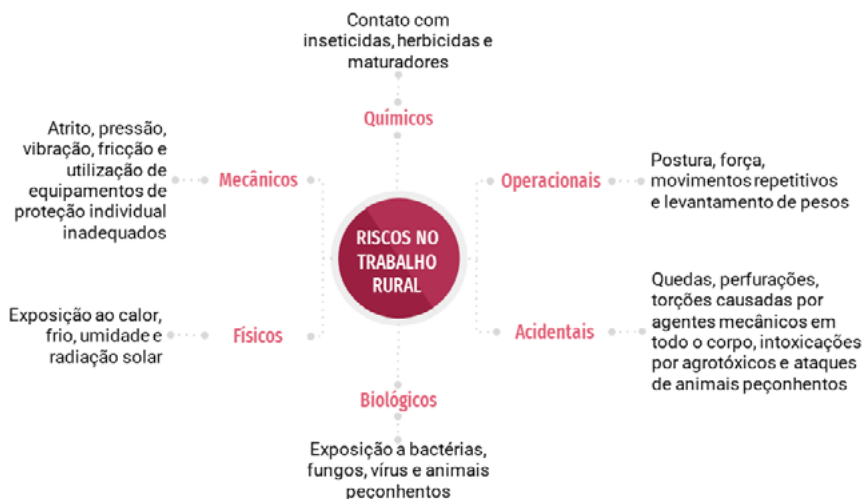 Contato com
inseticidas, herbicidas e
maturadores
Químicos
Atrito, pressão,
vibração, fricção e
utilização de
equipamentos de
proteção individual
inadequados
Mecânicos
Operacionais
Postura, força,
movimentos repetitivos
e levantamento de pesos
RISCOS NO
TRABALHO
RURAL
Exposição ao calor,
frio, umidade e
radiação solar
Físicos
Acidentais
Quedas, perfurações,
torções causadas por
agentes mecânicos em
todo o corpo, intoxicações
por agrotóxicos e ataques
de animais peçonhentos
Biológicos
Exposição a bactérias,
fungos, vírus e animais
peçonhentos